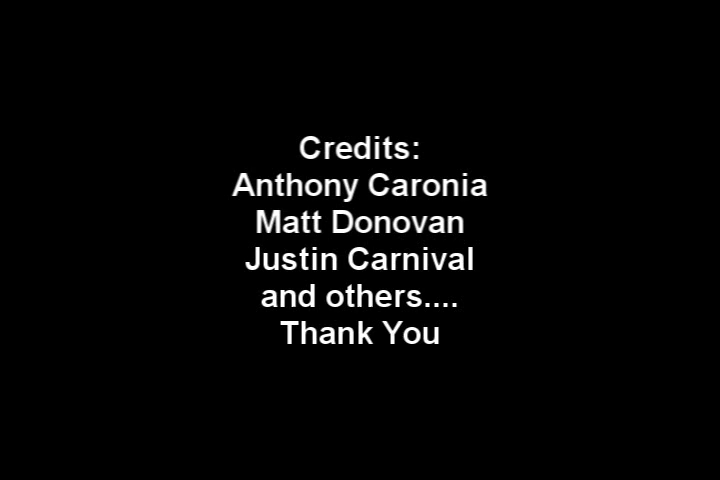 Credits:
Anthony Caronia
Matt Donovan
Justin Carnival
and others....
Thank You